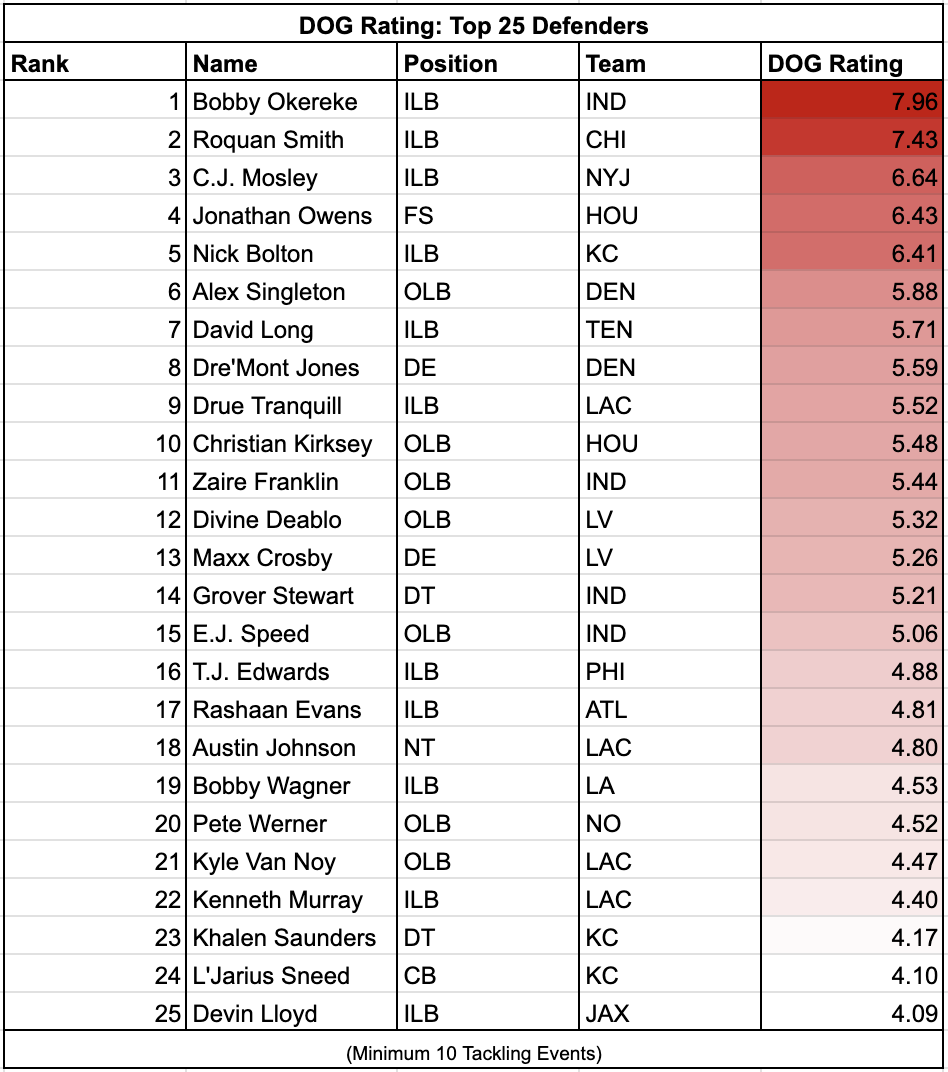 DOG Rating: Top 25 Defenders
Rank Name Position Team DOG Rating
1 Bobby Okereke ILB IND 7.96
2 Roquan Smith ILB CHI 7.43
3 C.J. Mosley ILB NYJ 6.64
4 Jonathan Owens FS HOU 6.43
5 Nick Bolton ILB KC 6.41
6 Alex Singleton OLB DEN 5.88
7 David Long ILB TEN 5.71
8 Dre'Mont Jones DE DEN 5.59
9 Drue Tranquill ILB LAC 5.52
10 Christian Kirksey OLB HOU 5.48
11 Zaire Franklin OLB IND 5.44
12 Divine Deablo OLB LV 5.32
13 Maxx Crosby DE LV 5.26
14 Grover Stewart DT IND 5.21
15 E.J. Speed OLB IND 5.06
16 T.J. Edwards ILB PHI 4.88
17 Rashaan Evans ILB ATL 4.81
18 Austin Johnson NT LAC 4.80
19 Bobby Wagner ILB LA 4.53
20 Pete Werner OLB NO 4.52
21 Kyle Van Noy OLB LAC 4.47
22 Kenneth Murray ILB LAC 4.40
23 Khalen Saunders DT KC 4.17
24 L'Jarius Sneed CB KC 4.10
25 Devin Lloyd ILB JAX 4.09
(Minimum 10 Tackling Events)